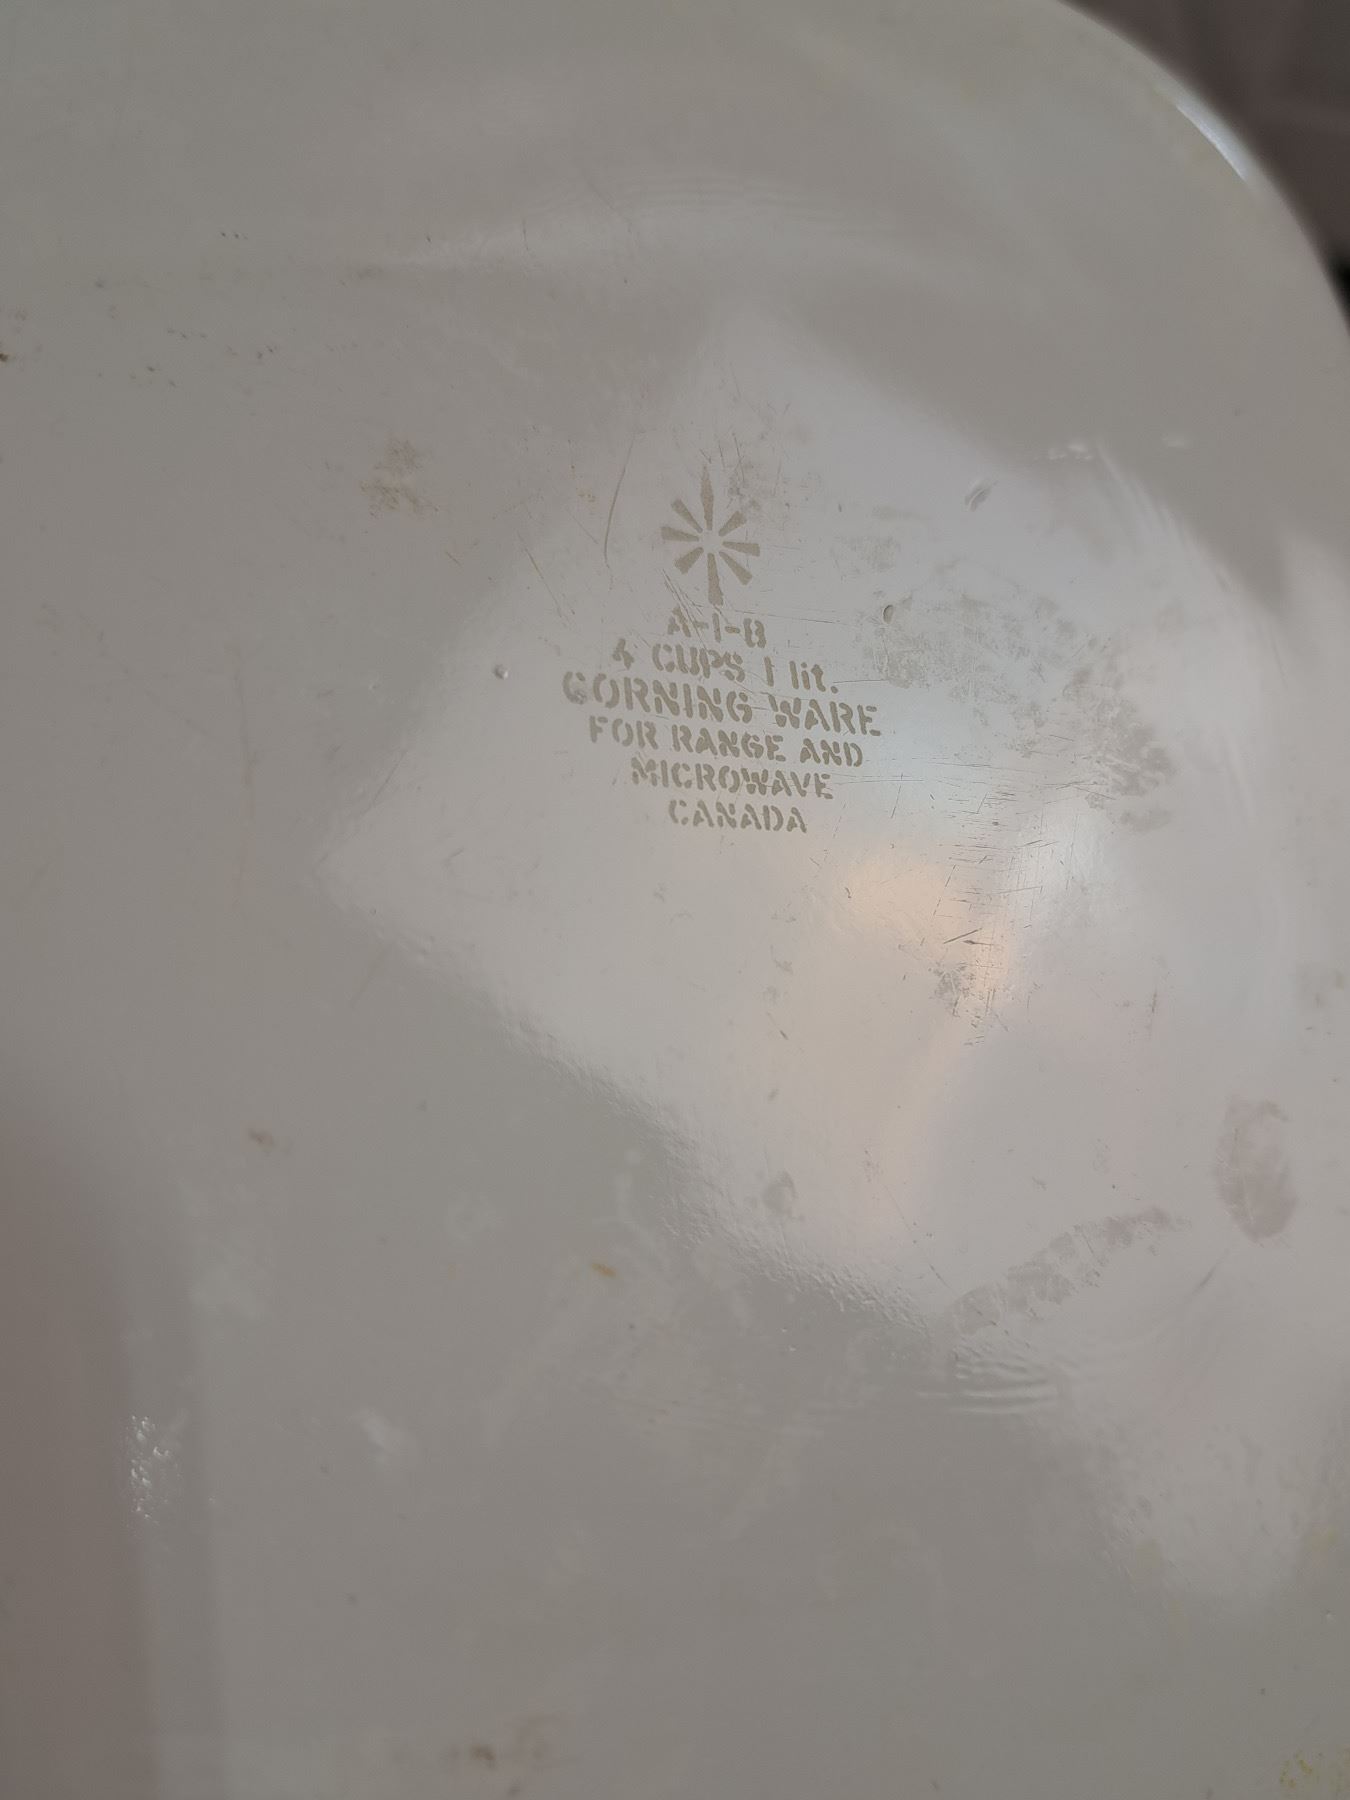 A-1-B
4 CUPS 1 lit.
CORNING WARE
FOR RANGE AND
MICROWAVE
CANADA